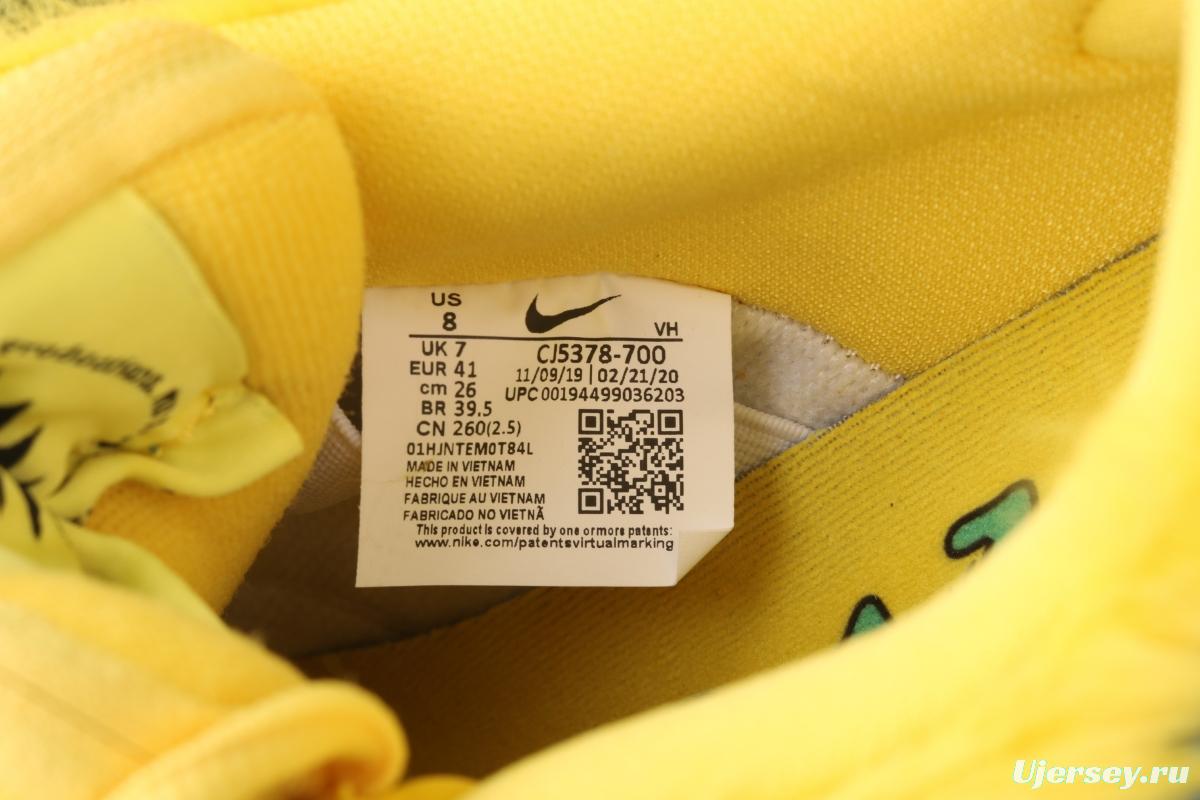 US
8
VH
UK 7
EUR 41
cm 26
BR 39.5
CN 260(2.5)
CJ5378-700
11/09/19 | 02/21/20
UPC 00194499036203
01HJNTEM0T84L
MADE IN VIETNAM
HECHO EN VIETNAM
FABRIQUE AU VIETNAM
FABRICADO NO VIETNÃ
This product is covered by one or more patents:
www.nike.com/patentsvirtualmarking
Ujersey.ru